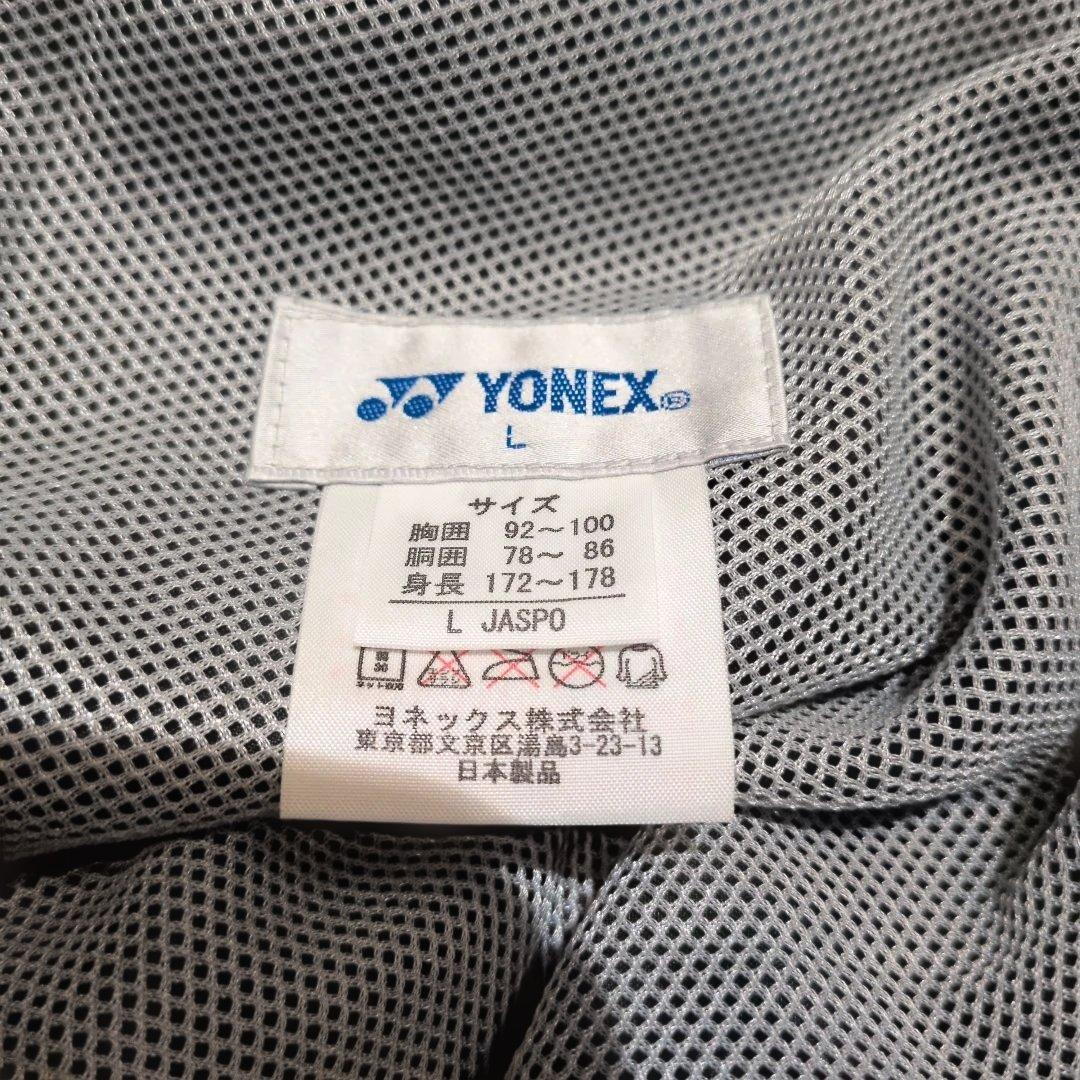 YONEX®
L
サイズ
胸囲 92～100
胴囲 78～ 86
身長 172～178
L JASPO
ヨネックス株式会社
東京都文京区湯島3-23-13
日本製品